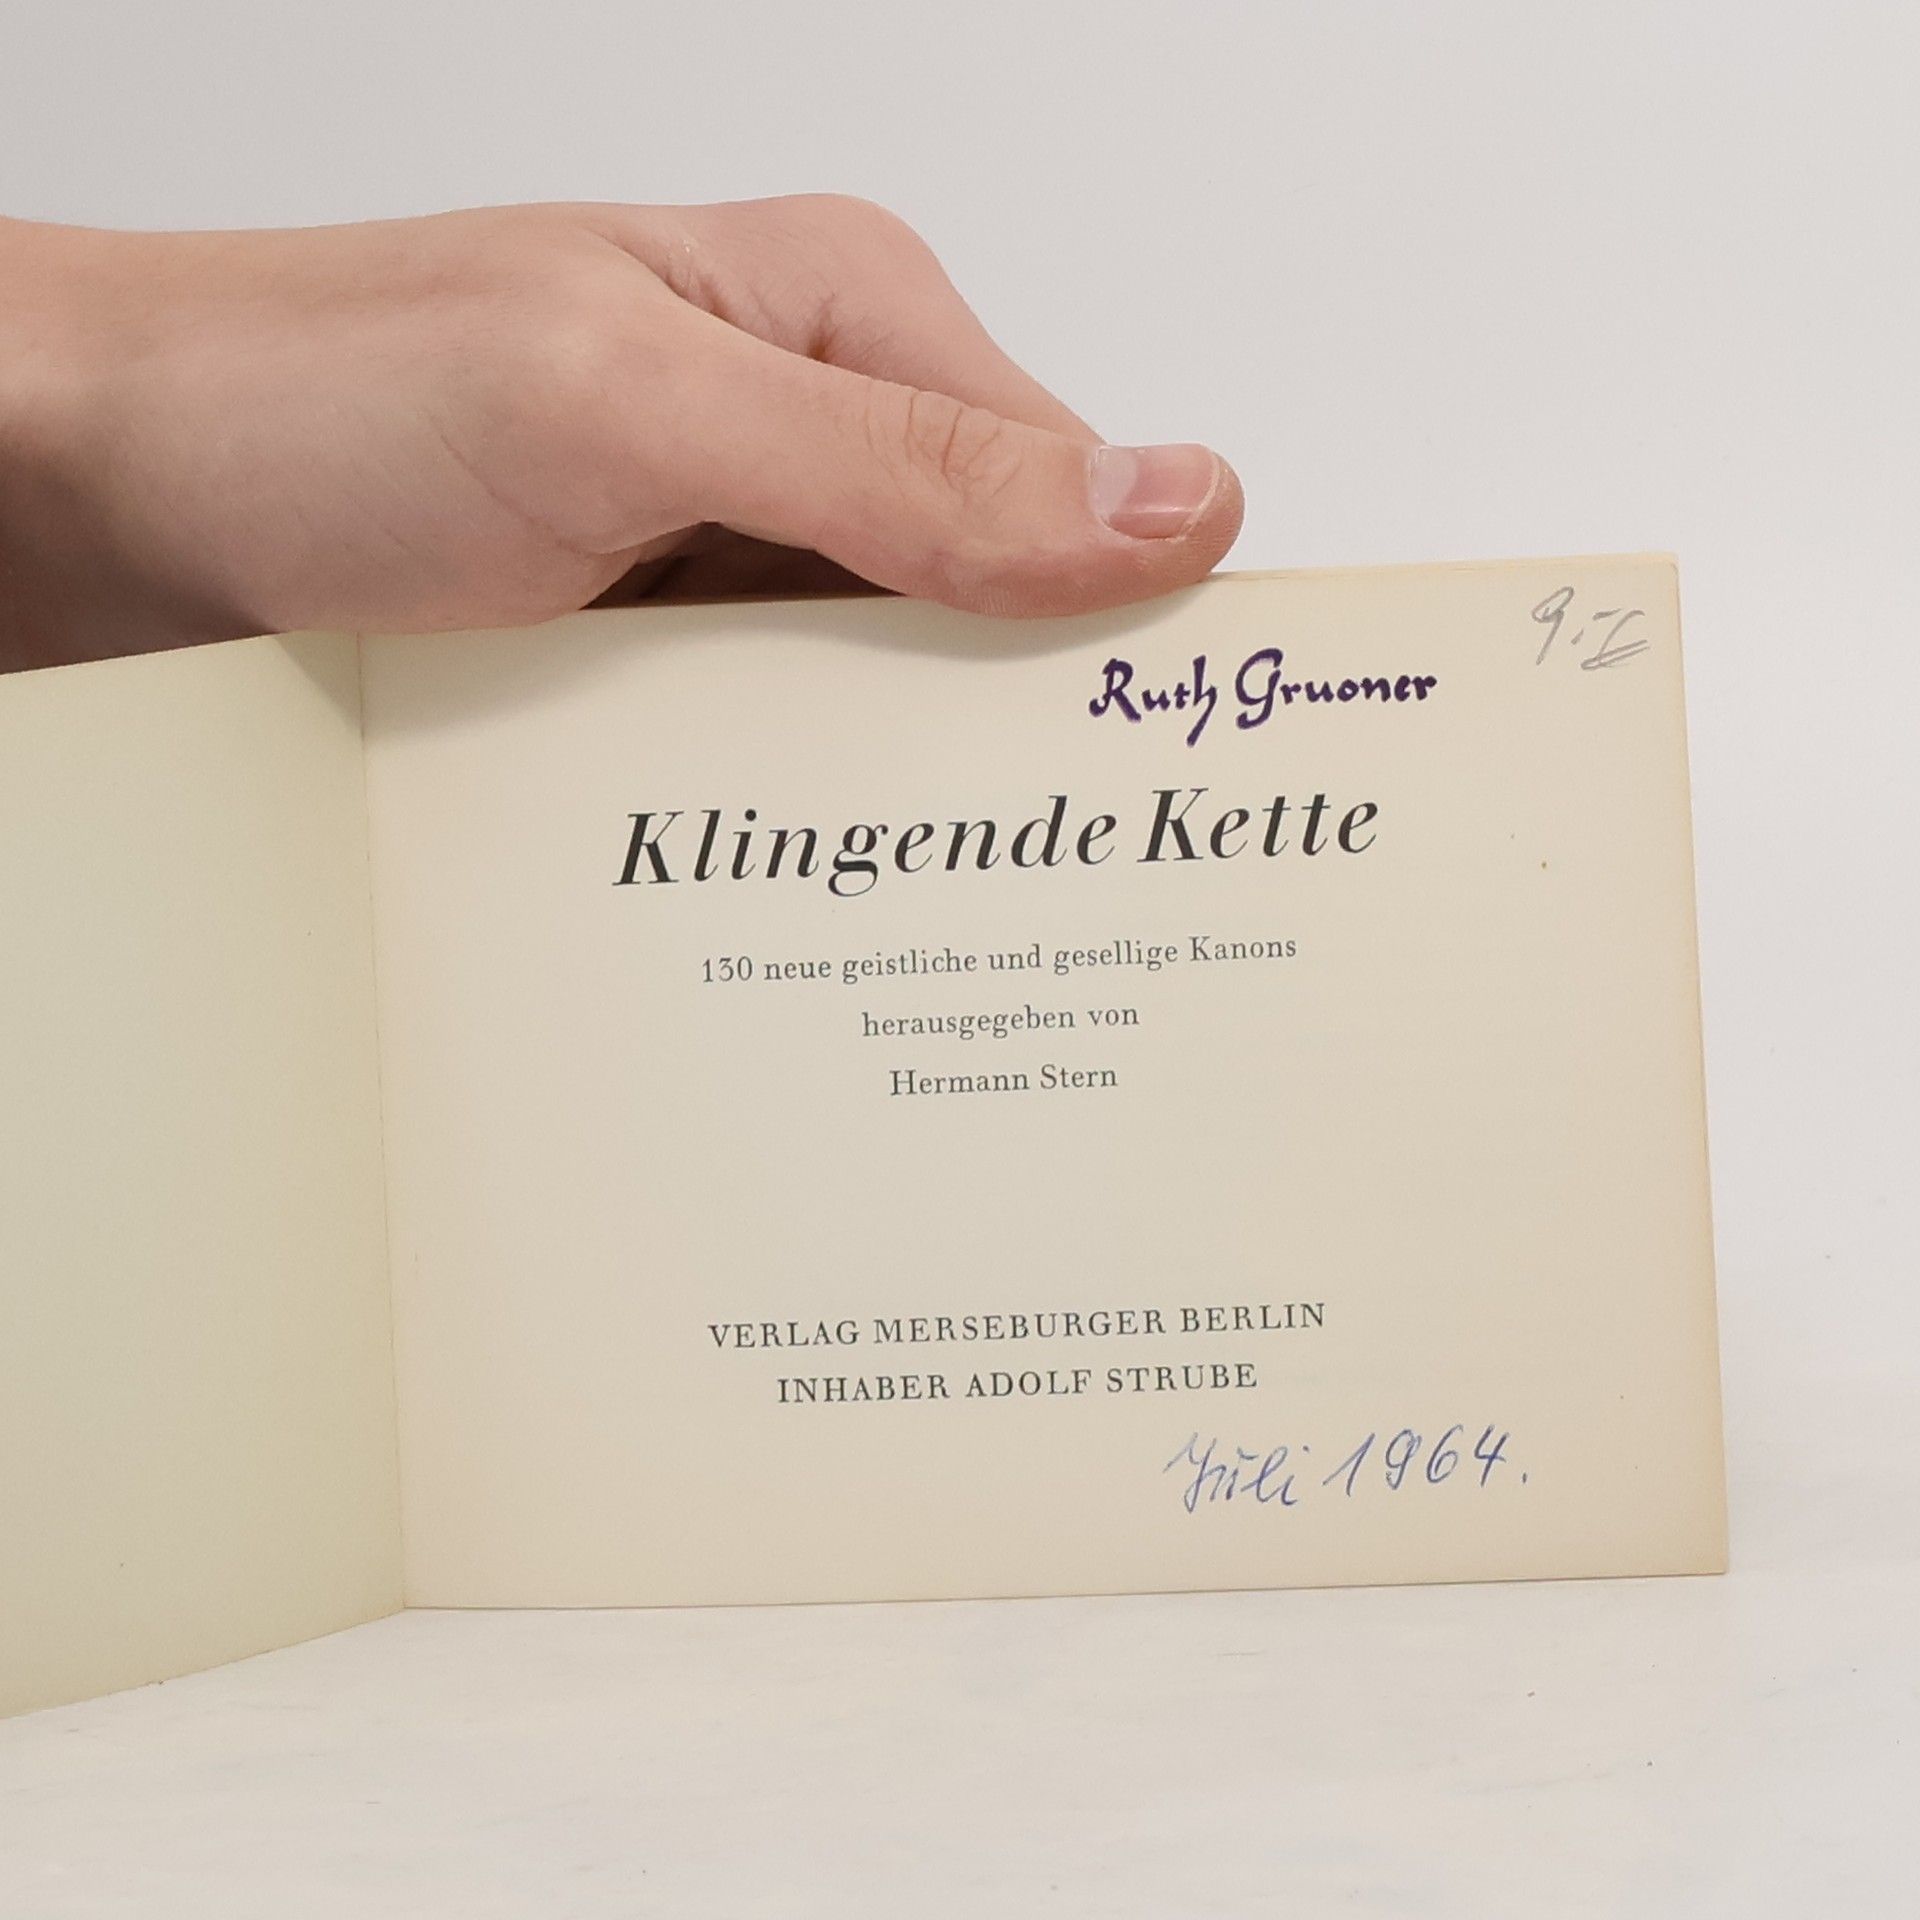 Ruth Gruoner
Klingende Kette
130 neue geistliche und gesellige Kanons
herausgegeben von
Hermann Stern
VERLAG MERSEBURGER BERLIN
INHABER ADOLF STRUBE
Juli 1964.